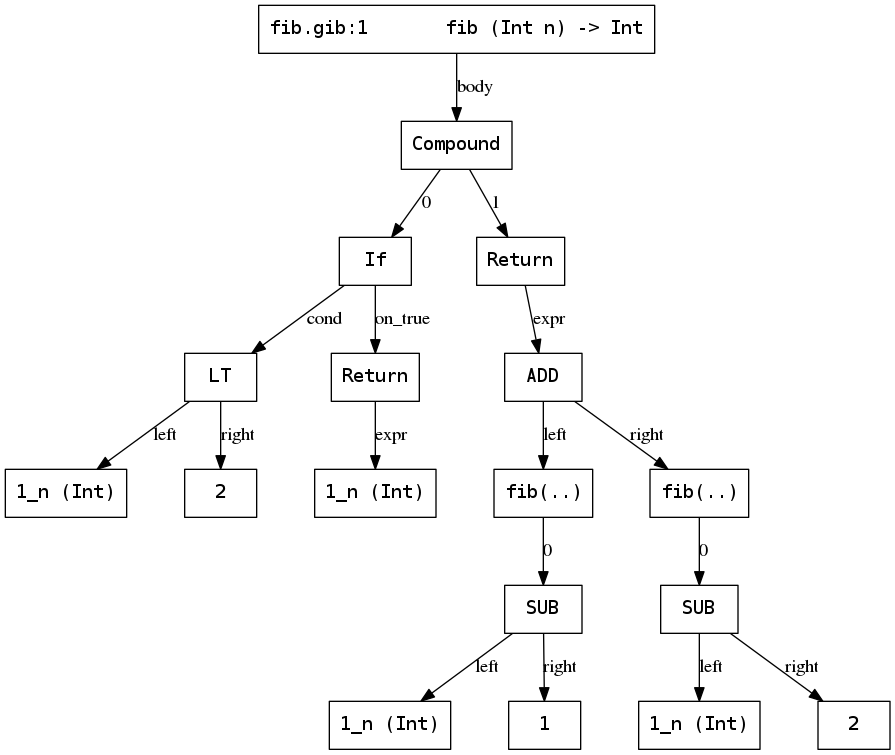 fib.gib:1 fib (Int n) -> Int
body
Compound
0 1
If Return
cond on_true expr
LT Return ADD
left right expr left right
1_n (Int) 2 1_n (Int) fib(..) fib(..)
0 0
SUB SUB
left right left right
1_n (Int) 1 1_n (Int) 2